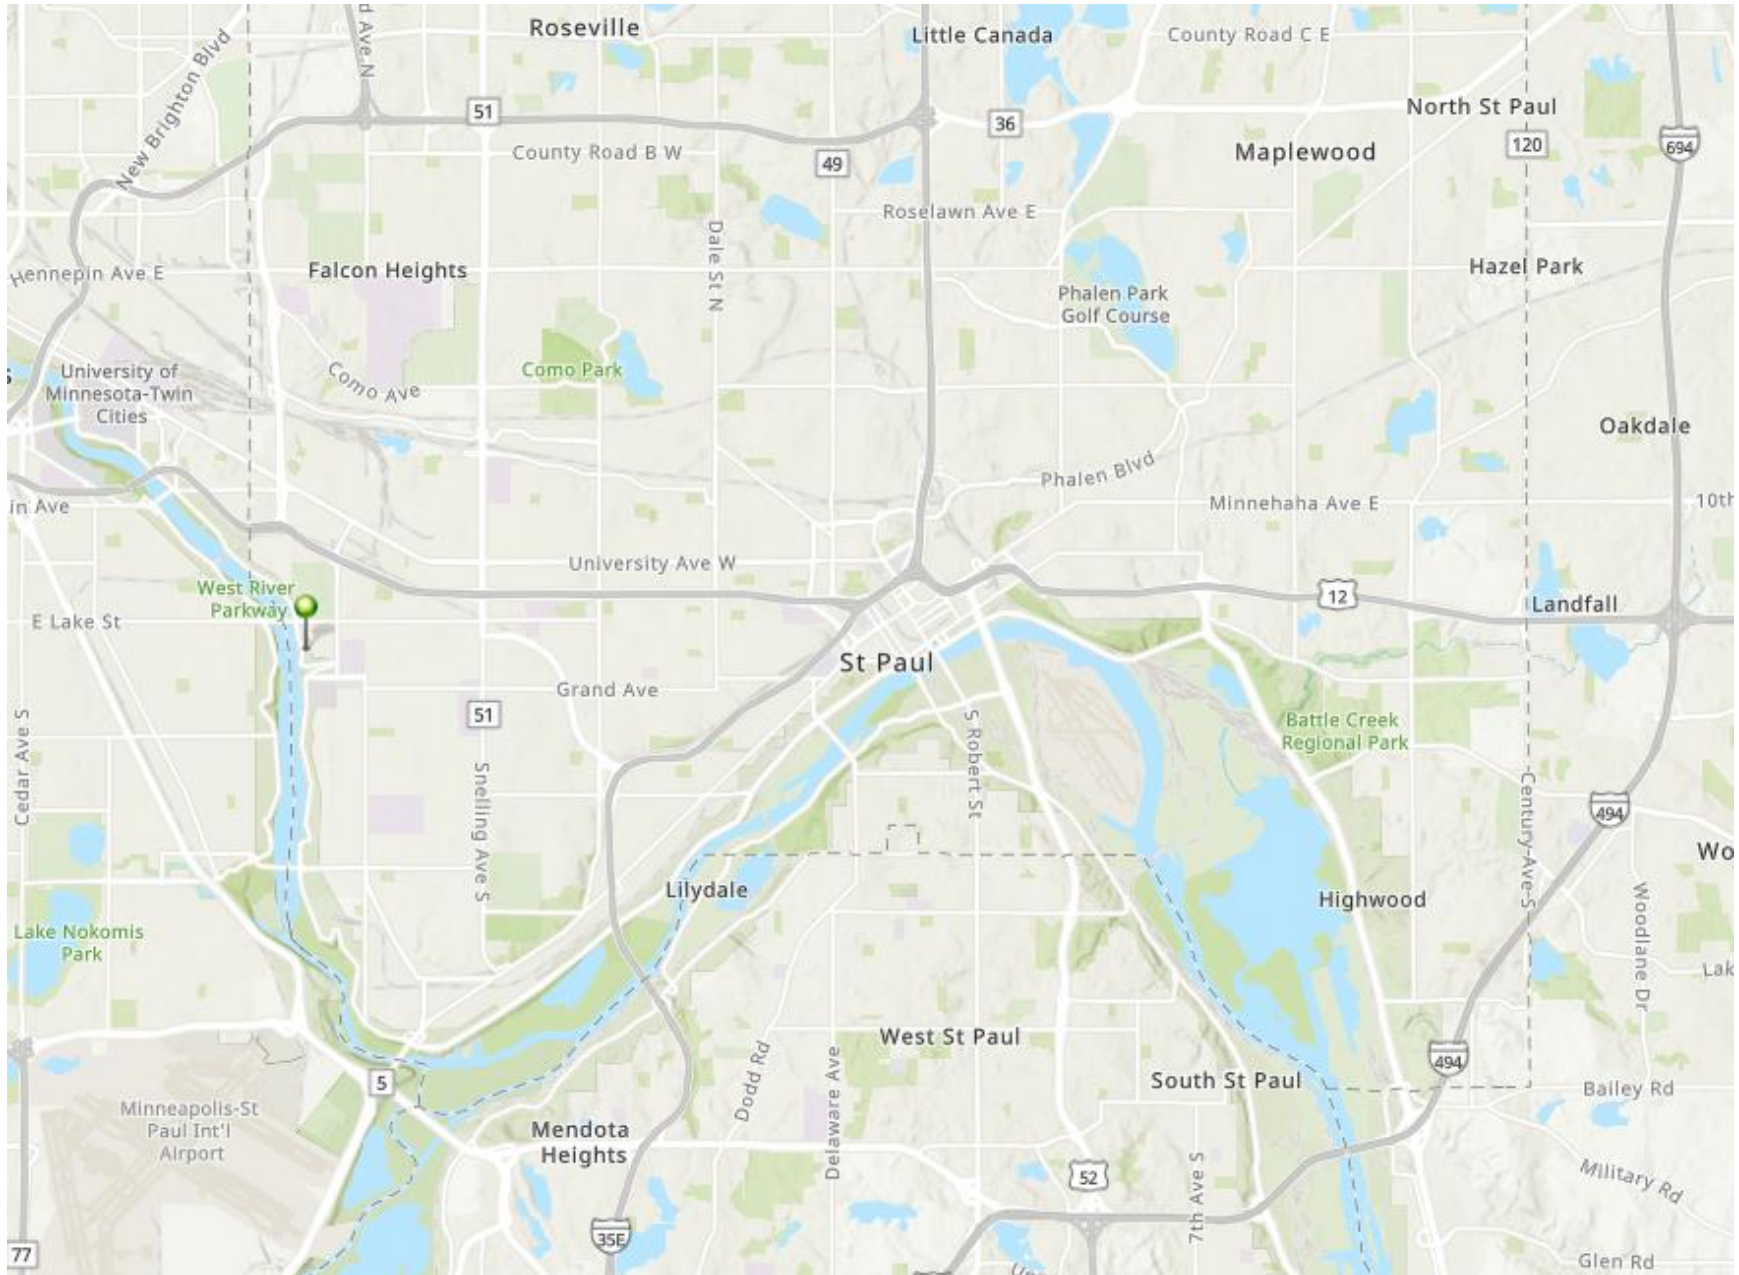 Roseville
Little Canada
County Road C E
New Brighton Blvd
d Ave N
51
36
North St Paul
120
694
County Road B W
49
Maplewood
Roselawn Ave E
Dale St N
Hennepin Ave E
Falcon Heights
Hazel Park
Phalen Park
Golf Course
Como Park
Como Ave
University of
Minnesota-Twin
Cities
s
Oakdale
Phalen Blvd
Minnehaha Ave E
10th
in Ave
University Ave W
West River
Parkway
12
Landfall
E Lake St
St Paul
Grand Ave
51
S Robert St
Battle Creek
Regional Park
Cedar Ave S
Snelling Ave S
Century Ave S
494
Wo
Lilydale
Highwood
Woodlane Dr
Lake Nokomis
Park
Lak
West St Paul
Dodd Rd
Delaware Ave
494
5
South St Paul
Bailey Rd
Minneapolis-St
Paul Int'l
Airport
Mendota
Heights
52
7th Ave S
Military Rd
35E
77
Glen Rd